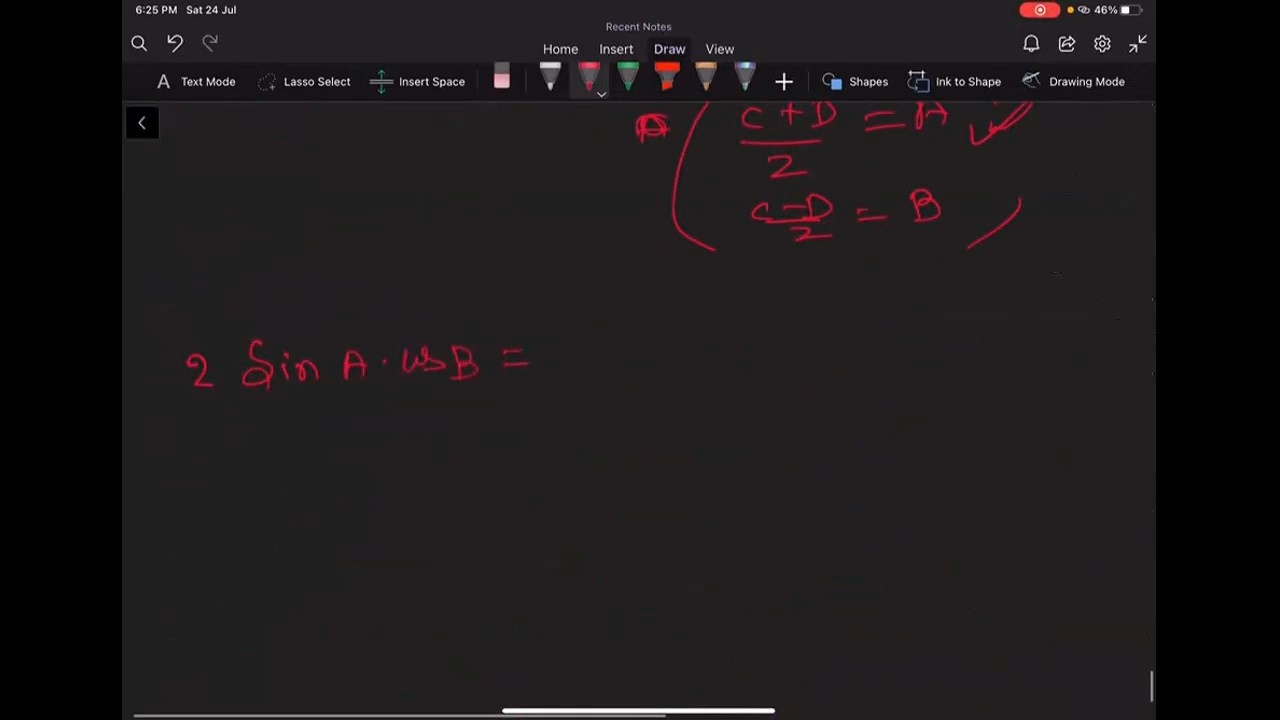 6:25 PM Sat 24 Jul
46%
Recent Notes
Home Insert Draw View
Text Mode Lasso Select Insert Space Shapes Ink to Shape Drawing Mode
C + D
2
= A
C - D
2
= B
2 Sin A · cos B =